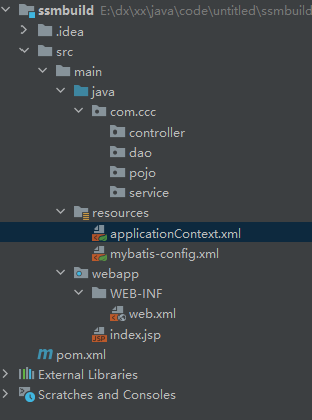 ssmbuild E:\dx\xx\java\code\untitled\ssmbuild
.idea
src
main
java
com.ccc
controller
dao
pojo
service
resources
applicationContext.xml
mybatis-config.xml
webapp
WEB-INF
web.xml
index.jsp
pom.xml
External Libraries
Scratches and Consoles